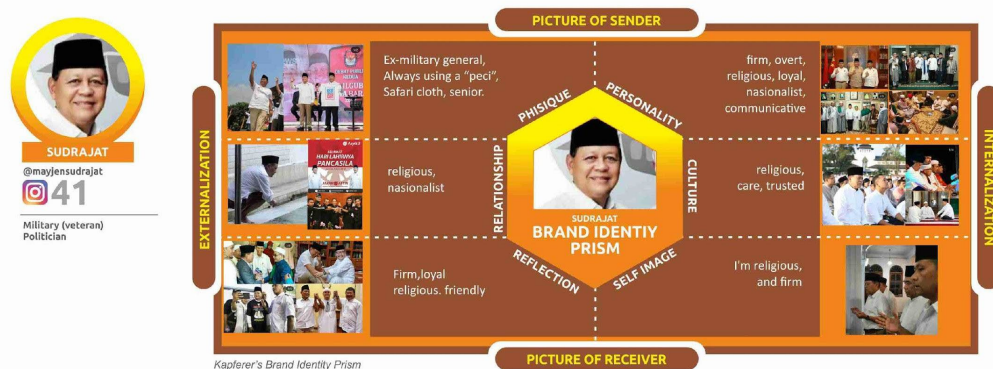 PICTURE OF SENDER
SUDRAJAT
@mayjensudrajat
41
Military (veteran)
Politician
EXTERNALIZATION
Ex-military general,
Always using a "peci",
Safari cloth, senior.
PHISIQUE
PERSONALITY
firm, overt,
religious, loyal,
nasionalist,
communicative
religious,
nasionalist
RELATIONSHIP
CULTURE
religious,
care, trusted
INTERNALIZATION
SUDRAJAT
BRAND IDENTIY
PRISM
Firm,loyal
religious. friendly
REFLECTION
SELF IMAGE
I'm religious,
and firm
HARI LAHIRNYA
PANCASILA
PICTURE OF RECEIVER
Kapferer's Brand Identity Prism